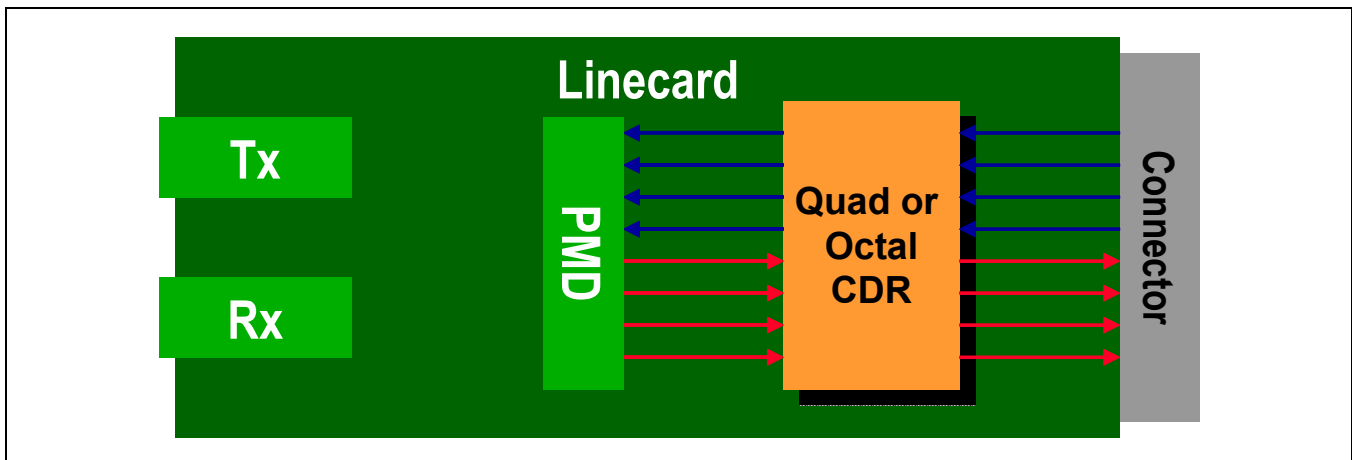 Linecard
Tx
Rx
PMD
Quad or
Octal
CDR
Connector